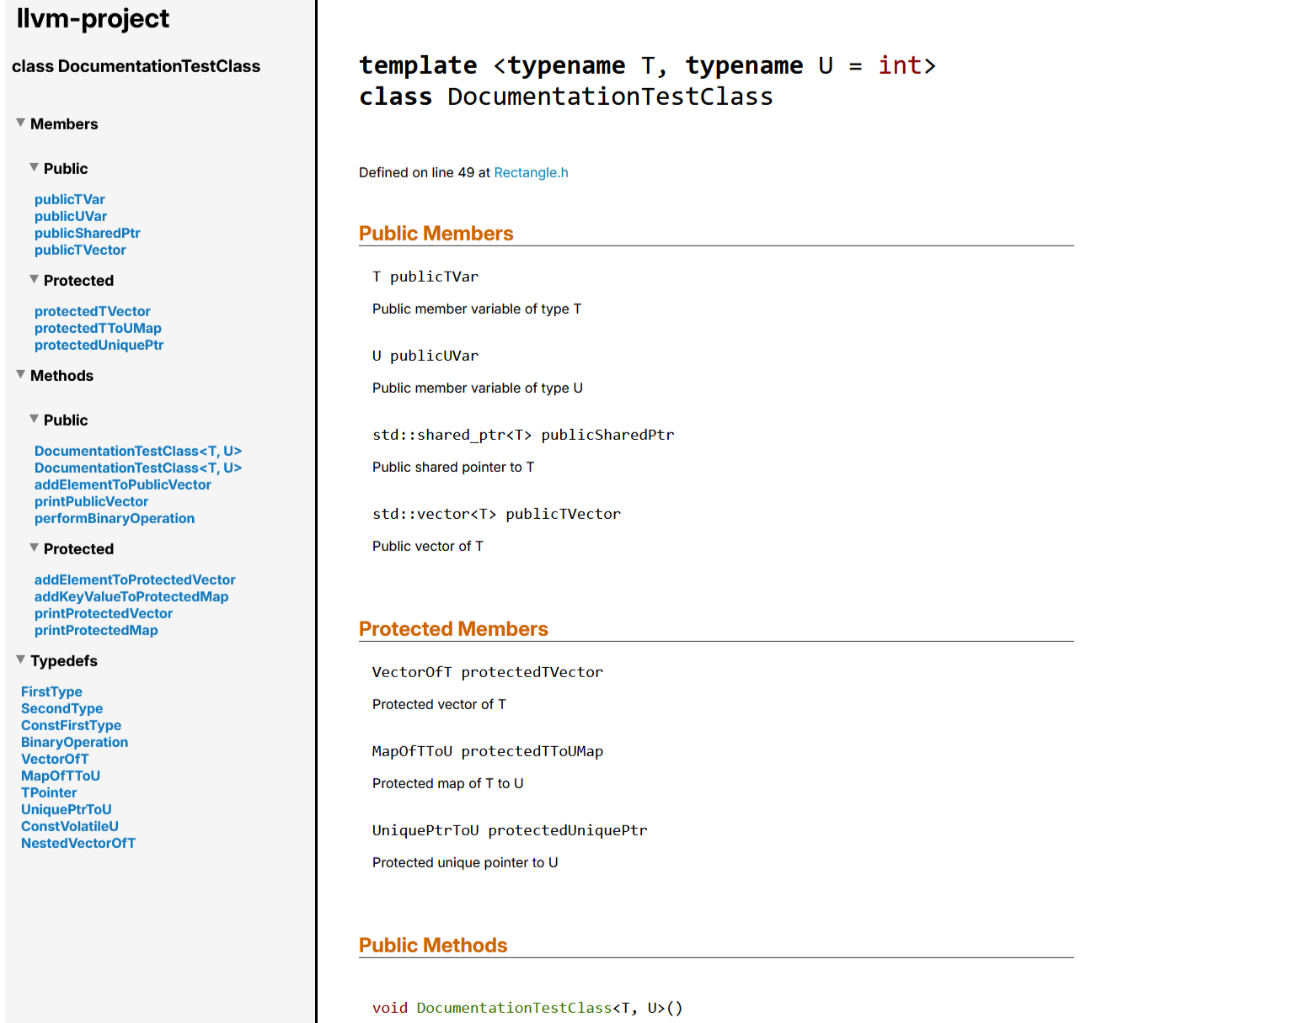 llvm-project
class DocumentationTestClass
Members
Public
publicTVar
publicUVar
publicSharedPtr
publicTVector
Protected
protectedTVector
protectedTToUMap
protectedUniquePtr
Methods
Public
DocumentationTestClass<T, U>
DocumentationTestClass<T, U>
addElementToPublicVector
printPublicVector
performBinaryOperation
Protected
addElementToProtectedVector
addKeyValueToProtectedMap
printProtectedVector
printProtectedMap
Typedefs
FirstType
SecondType
ConstFirstType
BinaryOperation
VectorOfT
MapOfTToU
TPointer
UniquePtrToU
ConstVolatileU
NestedVectorOfT
template <typename T, typename U = int>
class DocumentationTestClass
Defined on line 49 at Rectangle.h
Public Members
T publicTVar
Public member variable of type T
U publicUVar
Public member variable of type U
std::shared_ptr<T> publicSharedPtr
Public shared pointer to T
std::vector<T> publicTVector
Public vector of T
Protected Members
VectorOfT protectedTVector
Protected vector of T
MapOfTToU protectedTToUMap
Protected map of T to U
UniquePtrToU protectedUniquePtr
Protected unique pointer to U
Public Methods
void DocumentationTestClass<T, U>()